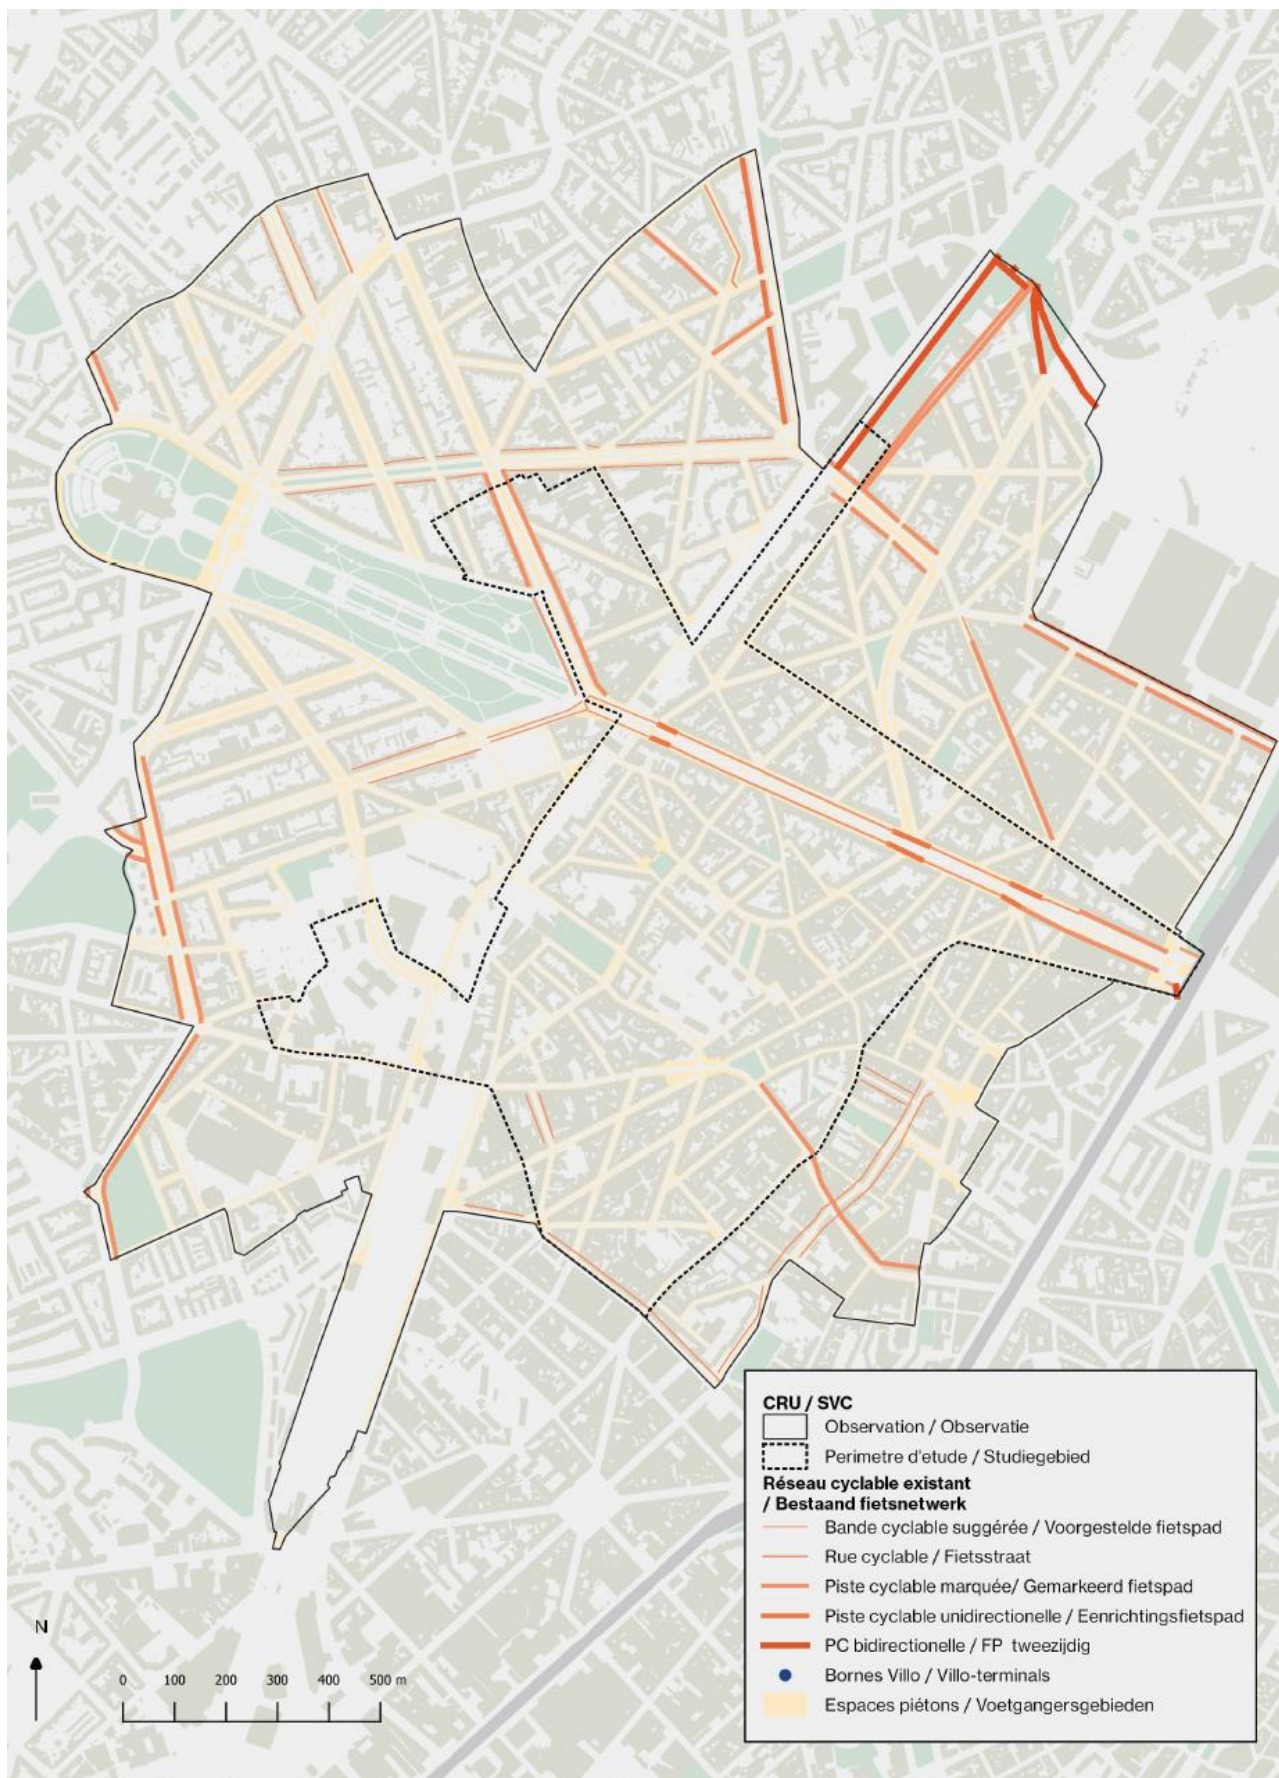 CRU / SVC
Observation / Observatie
Perimetre d'etude / Studiegebied
Réseau cyclable existant
/ Bestaand fietsnetwerk
Bande cyclable suggérée / Voorgestelde fietspad
Rue cyclable / Fietsstraat
Piste cyclable marquée/ Gemarkeerd fietspad
Piste cyclable unidirectionelle / Eenrichtingsfietspad
PC bidirectionelle / FP tweezijdig
Bornes Villo / Villo-terminals
Espaces piétons / Voetgangersgebieden
N
0 100 200 300 400 500 m